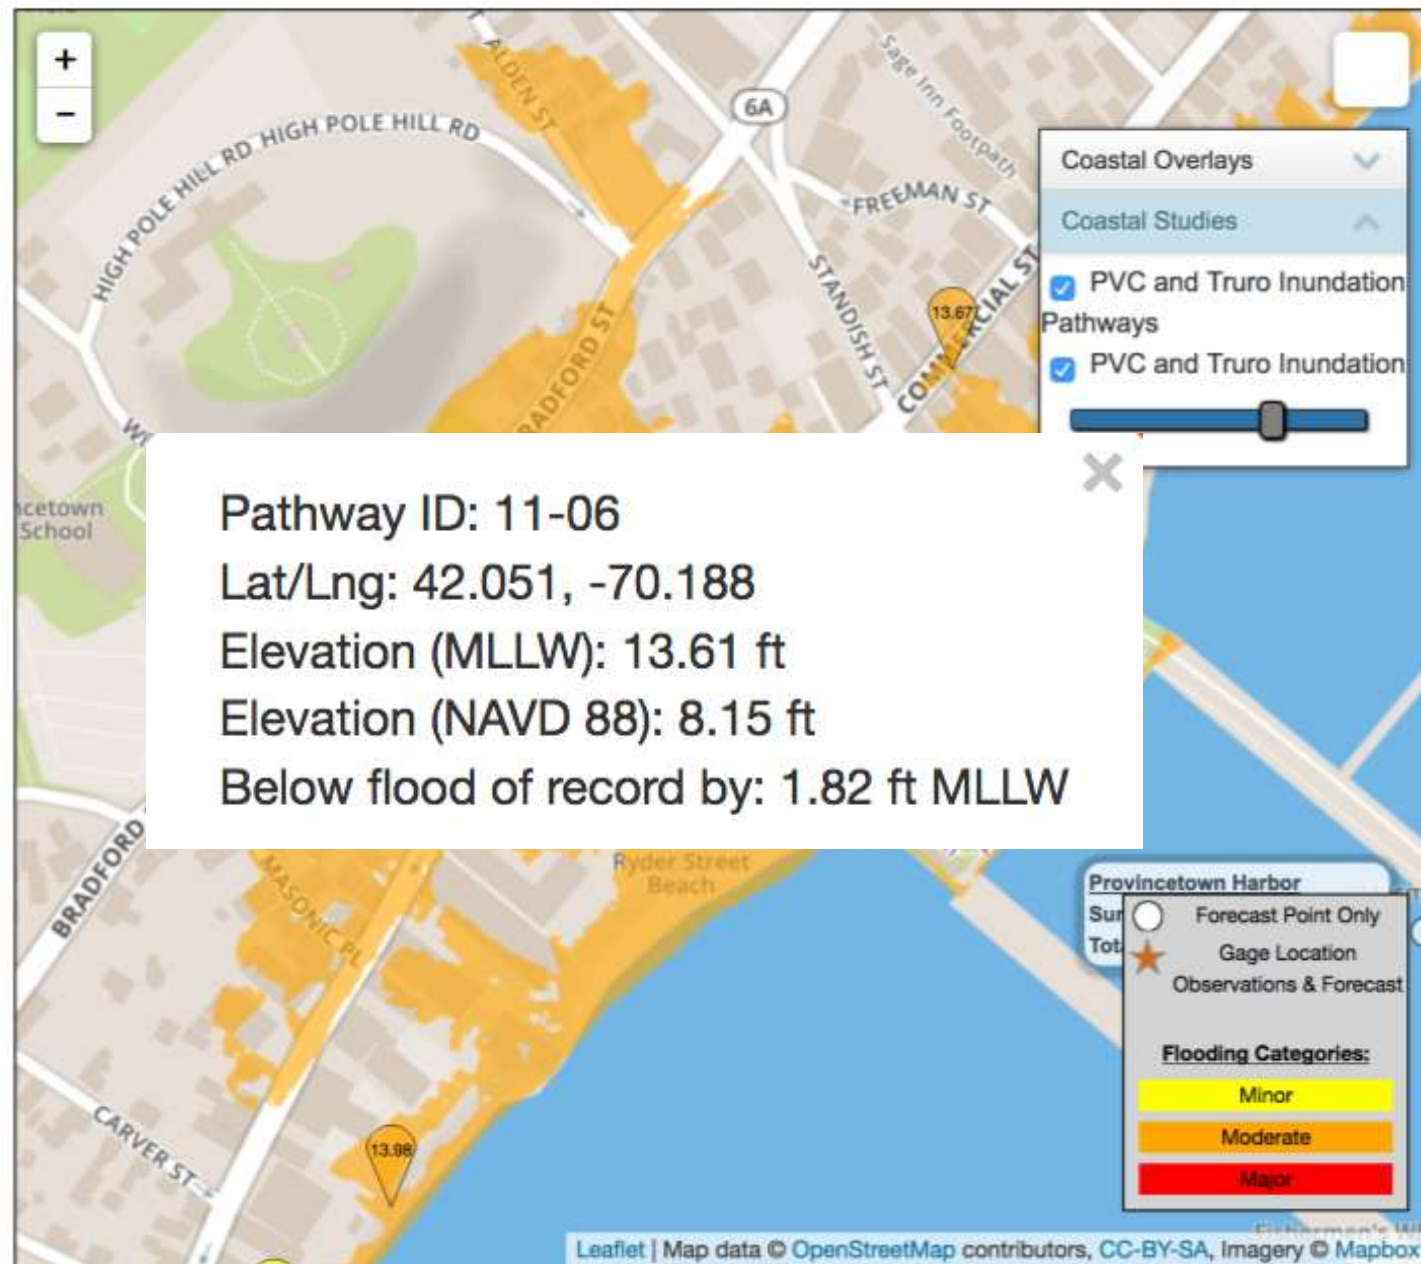 +
−
ALDEN ST
6A
Sage Inn Footpath
HIGH POLE HILL RD HIGH POLE HILL RD
FREEMAN ST
STANDISH ST
COMMERCIAL ST
BRADFORD ST
13.67
Coastal Overlays
Coastal Studies
PVC and Truro Inundation
Pathways
PVC and Truro Inundation
School
Pathway ID: 11-06
Lat/Lng: 42.051, -70.188
Elevation (MLLW): 13.61 ft
Elevation (NAVD 88): 8.15 ft
Below flood of record by: 1.82 ft MLLW
BRADFORD
MASONIC PL
Ryder Street
Beach
Provincetown Harbor
Forecast Point Only
Gage Location
Observations & Forecast
Flooding Categories:
Minor
Moderate
Major
CARVER ST
13.98
Leaflet | Map data © OpenStreetMap contributors, CC-BY-SA, Imagery © Mapbox